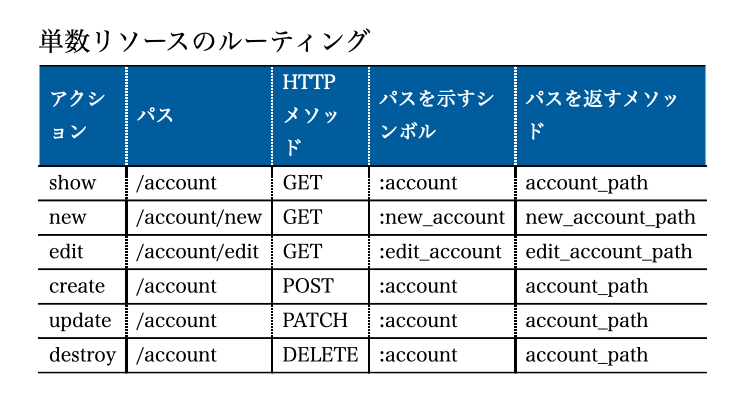 単数リソースのルーティング
アクション パス HTTPメソッド パスを示すシンボル パスを返すメソッド
show /account GET :account account_path
new /account/new GET :new_account new_account_path
edit /account/edit GET :edit_account edit_account_path
create /account POST :account account_path
update /account PATCH :account account_path
destroy /account DELETE :account account_path